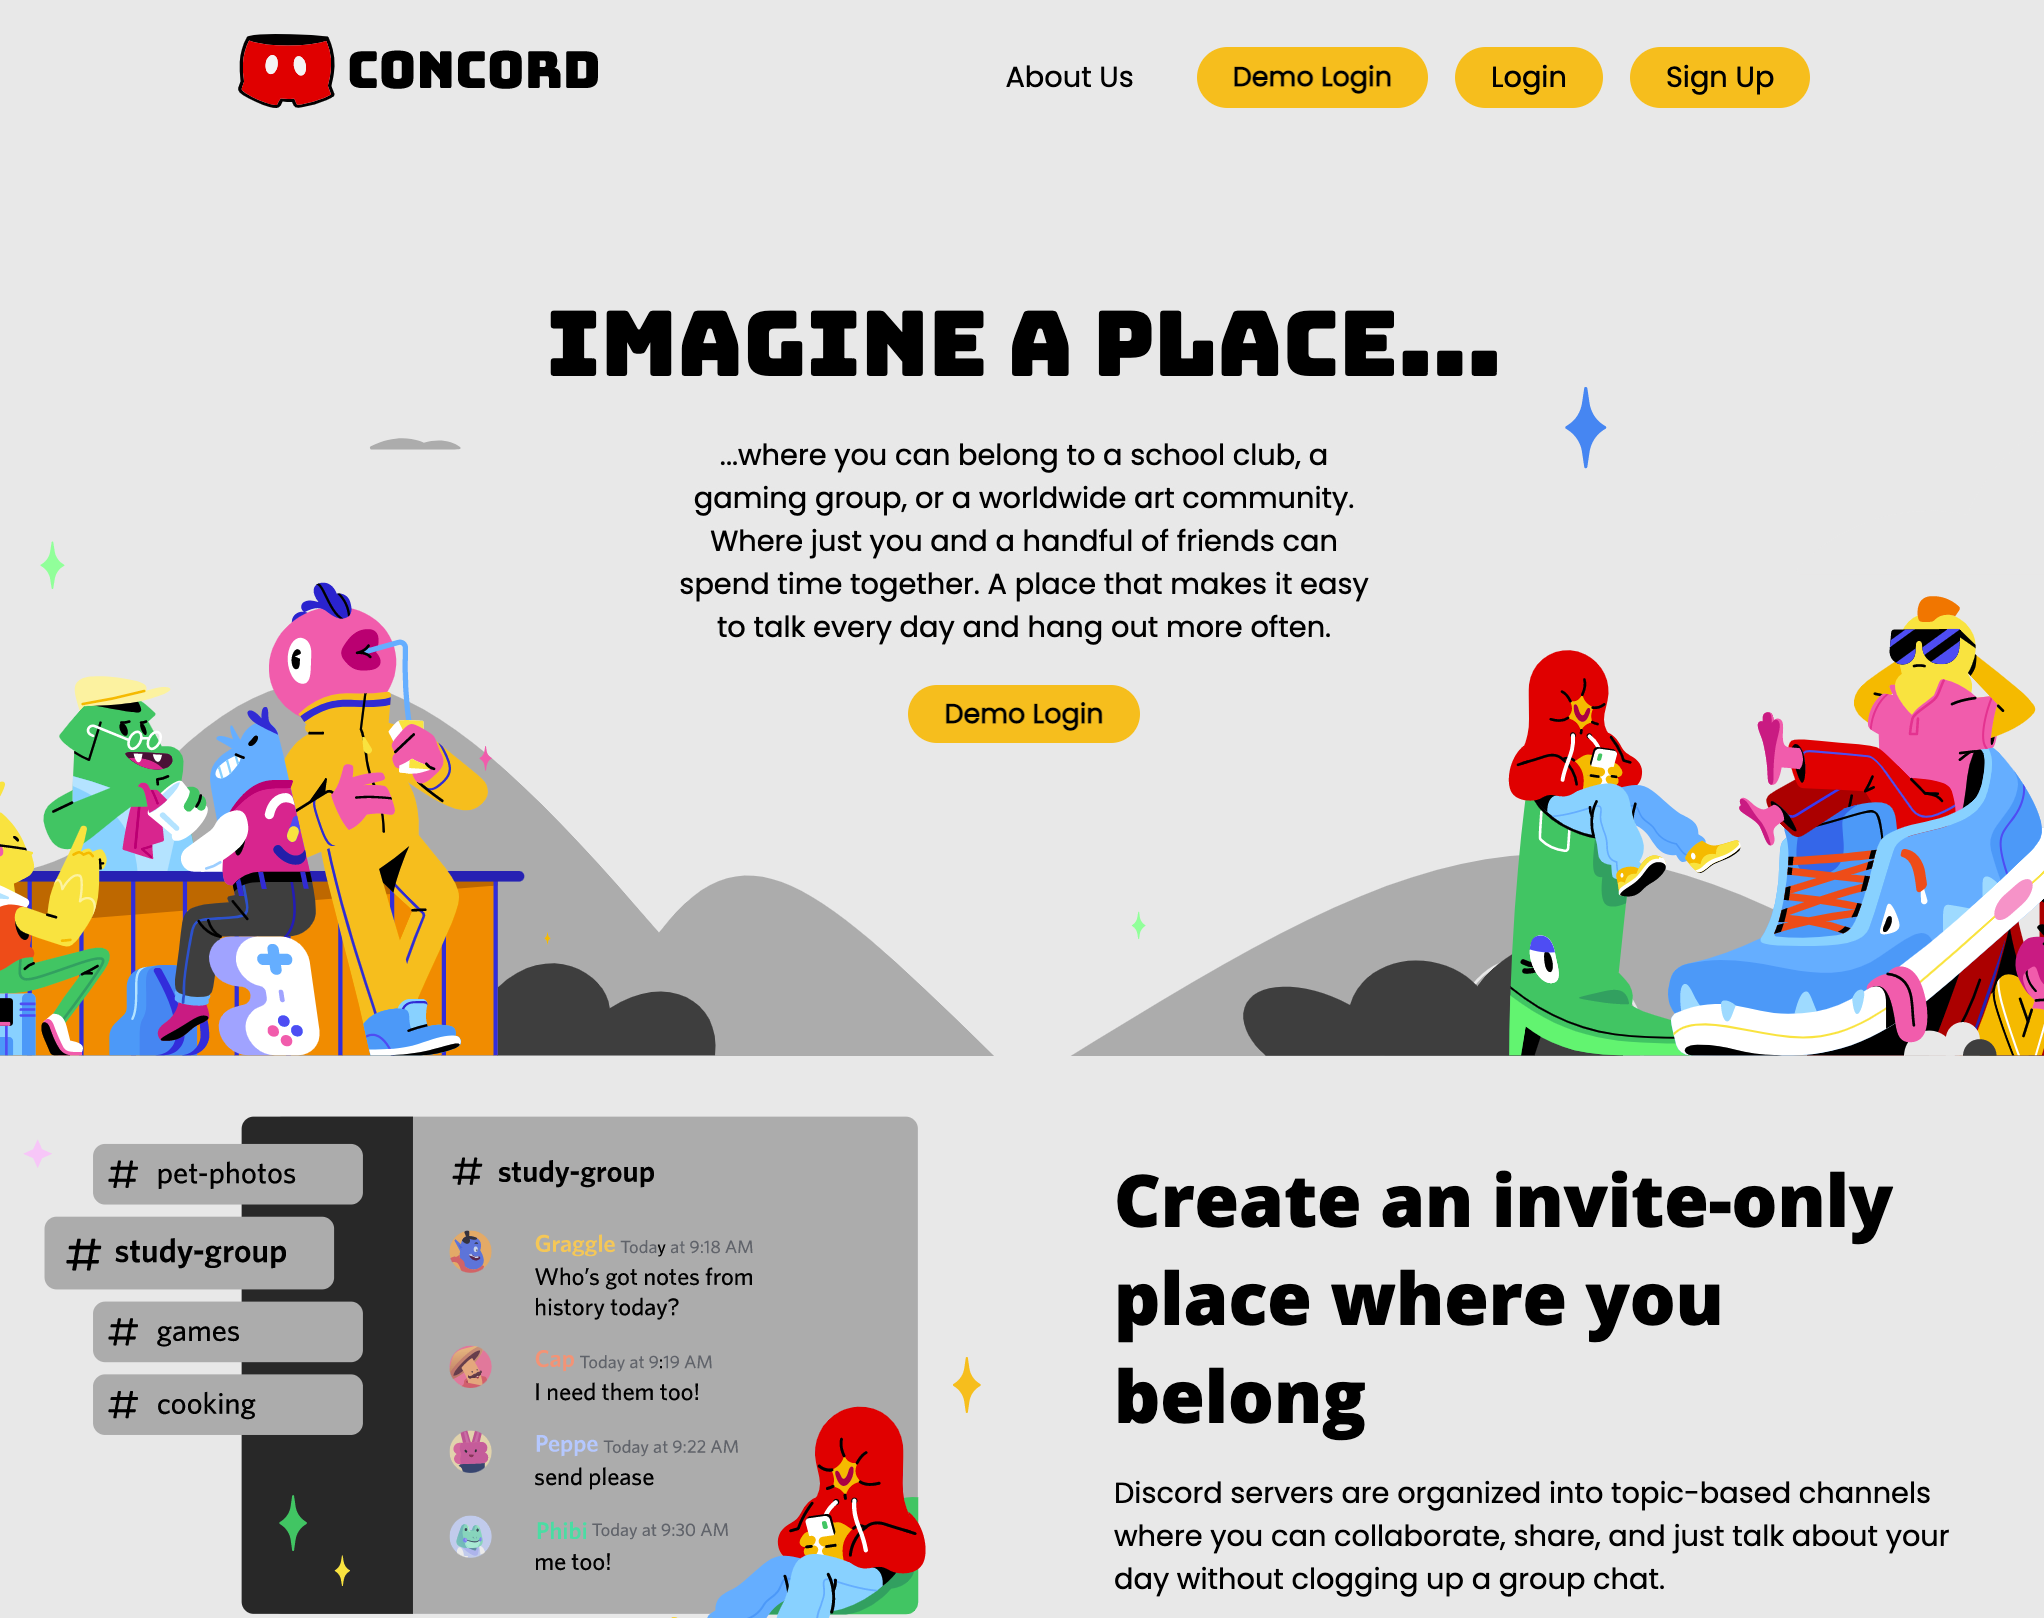 CONCORD
About Us
Demo Login
Login
Sign Up
IMAGINE A PLACE...
...where you can belong to a school club, a
gaming group, or a worldwide art community.
Where just you and a handful of friends can
spend time together. A place that makes it easy
to talk every day and hang out more often.
Demo Login
# pet-photos
# study-group
# games
# cooking
# study-group
Graggle Today at 9:18 AM
Who's got notes from
history today?
Cap Today at 9:19 AM
I need them too!
Peppe Today at 9:22 AM
send please
Phibi Today at 9:30 AM
me too!
Create an invite-only
place where you
belong
Discord servers are organized into topic-based channels
where you can collaborate, share, and just talk about your
day without clogging up a group chat.